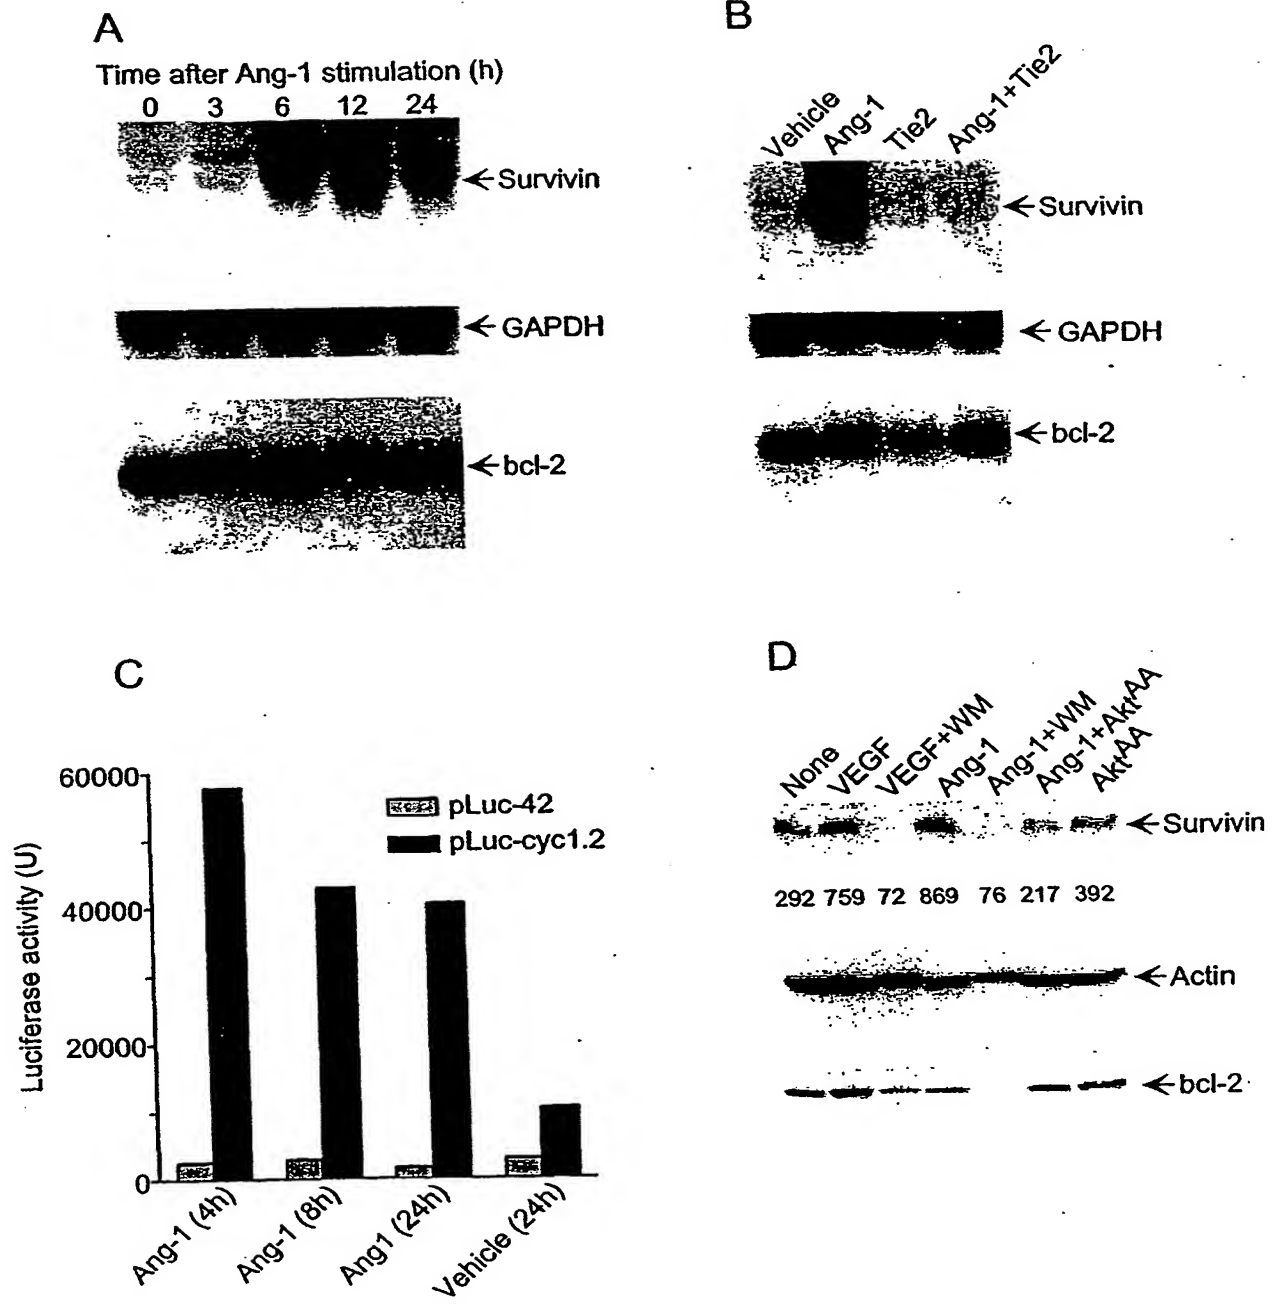 A
Time after Ang-1 stimulation (h)
0 3 6 12 24
Survivin
GAPDH
bcl-2
B
Vehicle
Ang-1
Tie2
Ang-1+Tie2
Survivin
GAPDH
bcl-2
C
60000
40000
20000
0
Luciferase activity (U)
pLuc-42
pLuc-cyc1.2
Ang-1 (4h)
Ang-1 (8h)
Ang1 (24h)
Vehicle (24h)
D
None
VEGF
VEGF+WM
Ang-1
Ang-1+WM
Ang-1+AktAA
AktAA
Survivin
292 759 72 869 76 217 392
Actin
bcl-2